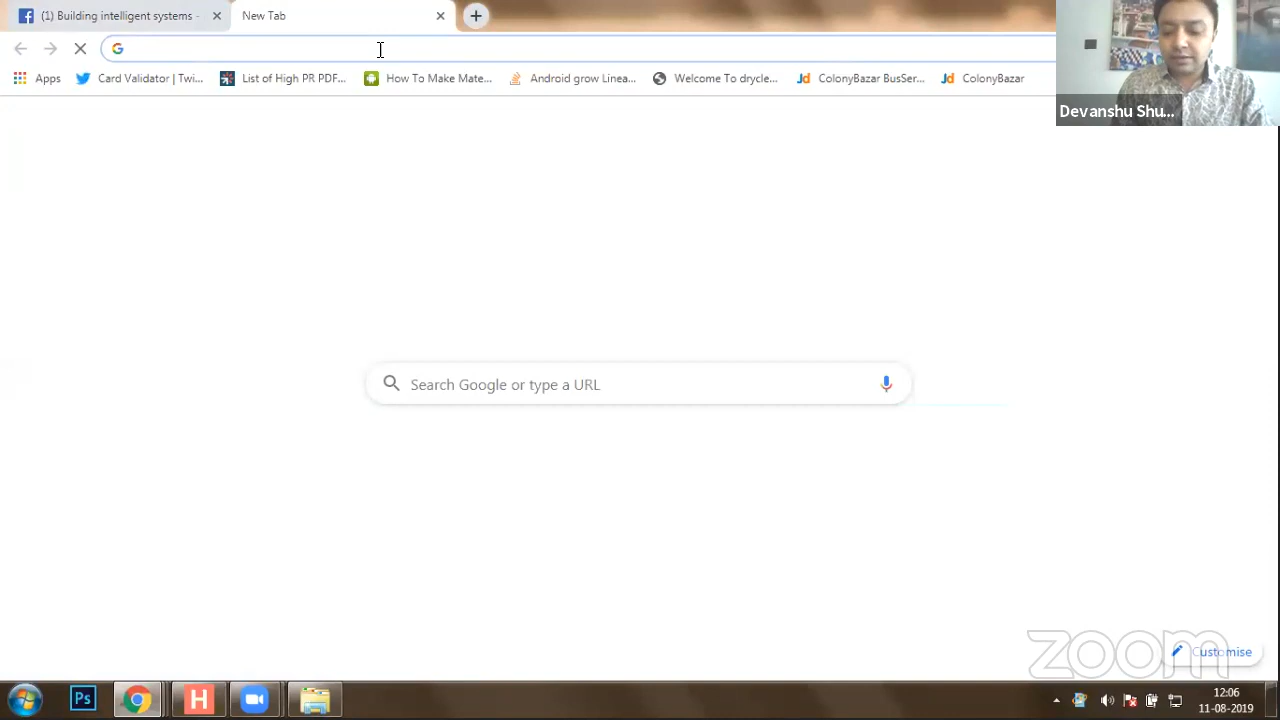 (1) Building intelligent systems -
New Tab
Apps
Card Validator | Twi...
List of High PR PDF...
How To Make Mate...
Android grow Linea...
Welcome To drycle...
ColonyBazar BusSer...
ColonyBazar
Devanshu Shu...
Search Google or type a URL
zoom
Customise
Ps
H
12:06
11-08-2019